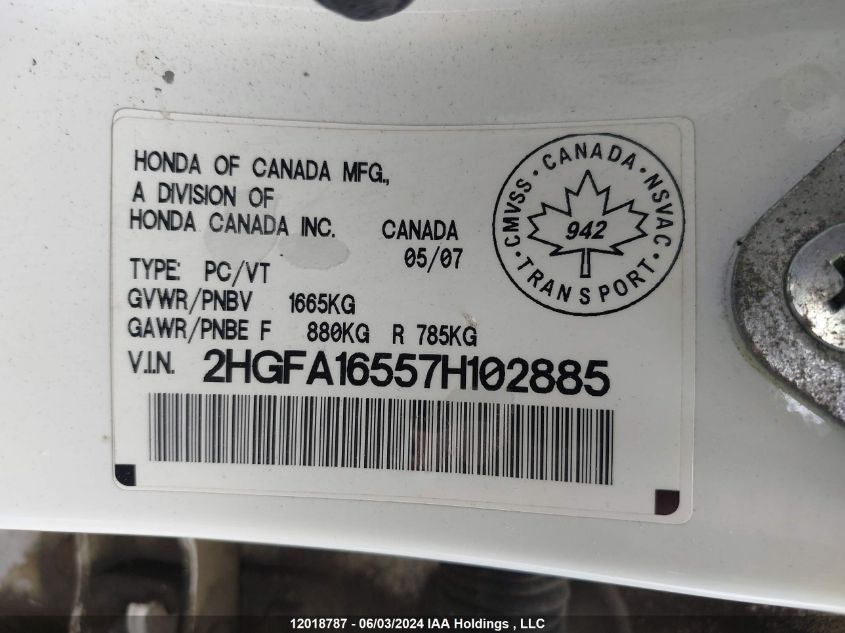 HONDA OF CANADA MFG.,
A DIVISION OF
HONDA CANADA INC. CANADA
05/07
TYPE: PC/VT
GVWR/PNBV 1665KG
GAWR/PNBE F 880KG R 785KG
V.I.N. 2HGFA16557H102885
CMVSS · CANADA · NSVAC
942
· TRANSPORT ·
12018787 - 06/03/2024 IAA Holdings , LLC